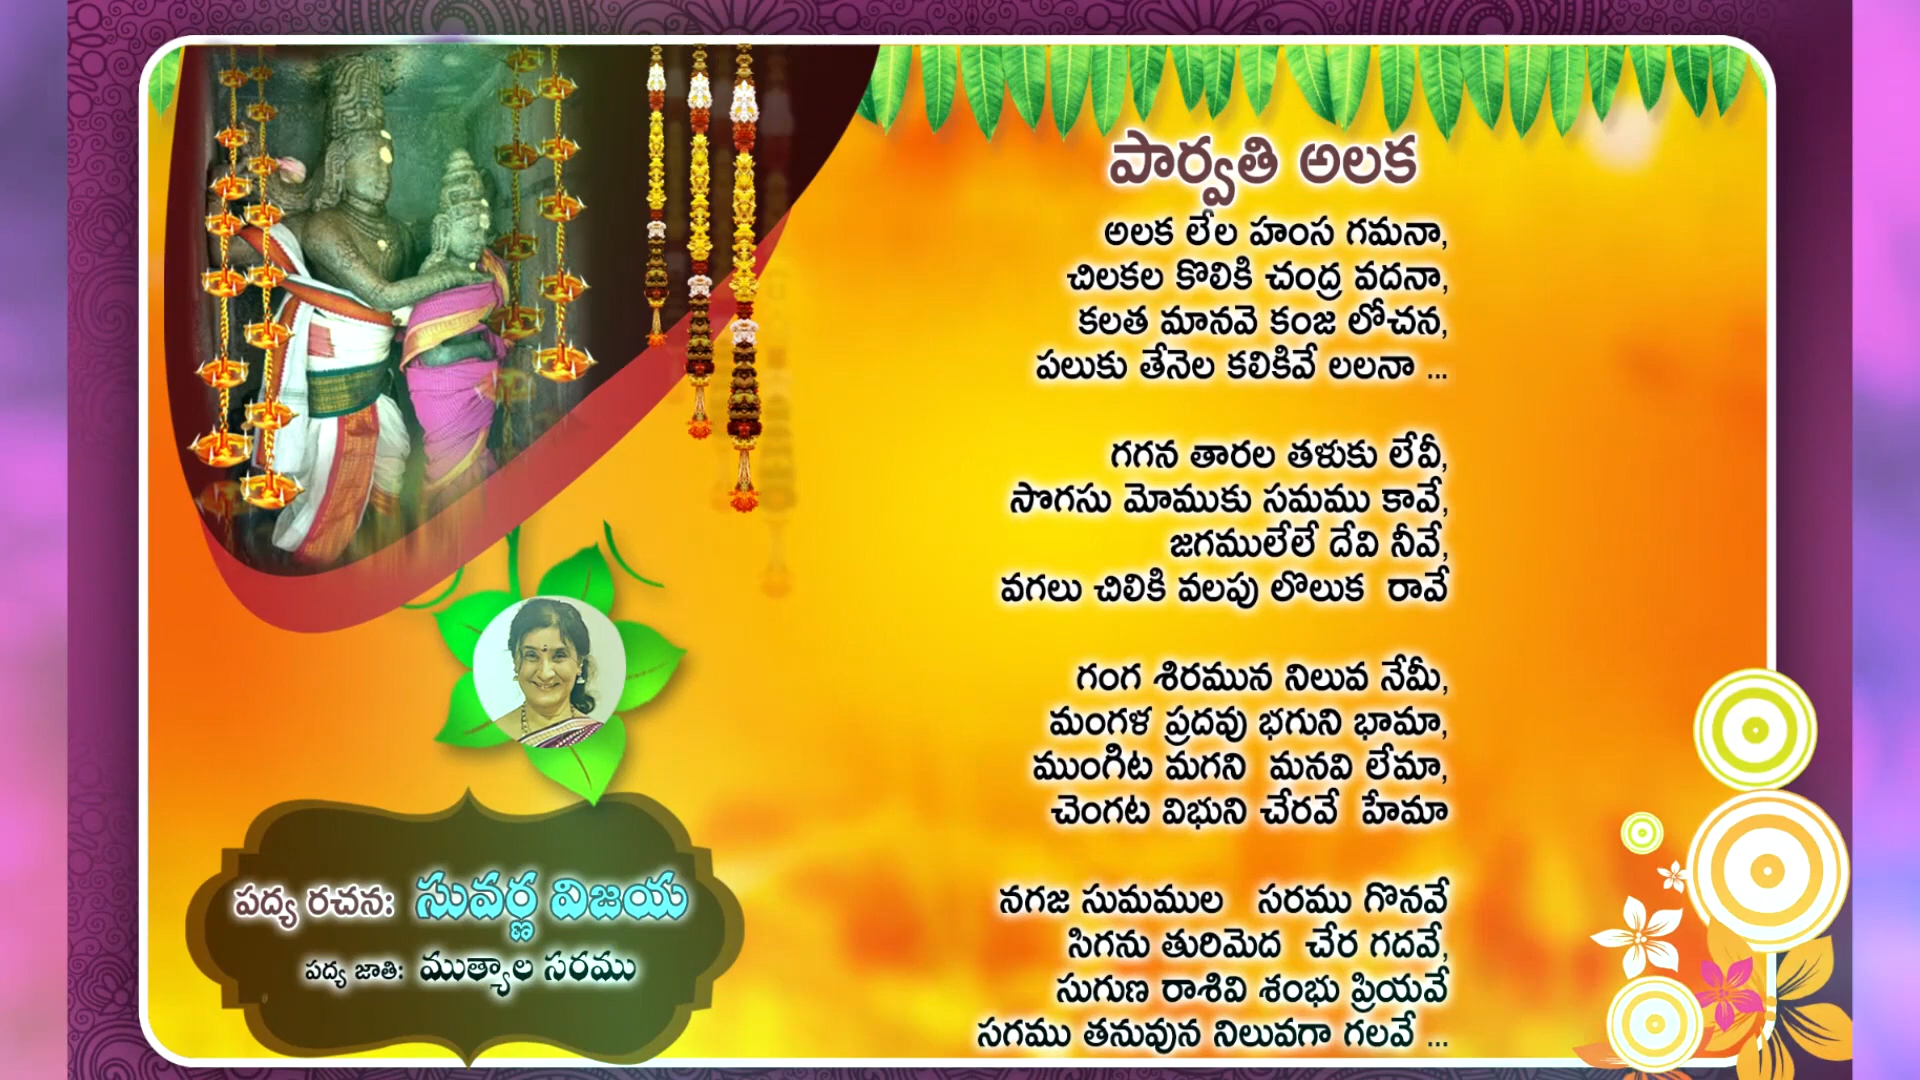 పార్వతి అలక
అలక లేల హంస గమనా,
చిలకల కొలికి చంద్ర వదనా,
కలత మానవె కంజ లోచన,
పలుకు తేనెల కలికివే లలనా ...
గగన తారల తళుకు లేవీ,
సొగసు మోముకు సమము కావే,
జగములేలే దేవి నీవే,
వగలు చిలికి వలపు లొలుక రావే
గంగ శిరమున నిలువ నేమీ,
మంగళ ప్రదవు భగుని భామా,
ముంగిట మగని మనవి లేమా,
చెంగట విభుని చేరవే హేమా
నగజ సుమముల సరము గొనవే
సిగను తురిమెద చేర గదవే,
సుగుణ రాశివి శంభు ప్రియవే
సగము తనువున నిలువగా గలవే ...
పద్య రచన: సువర్ణ విజయ
పద్య జాతి: ముత్యాల సరము